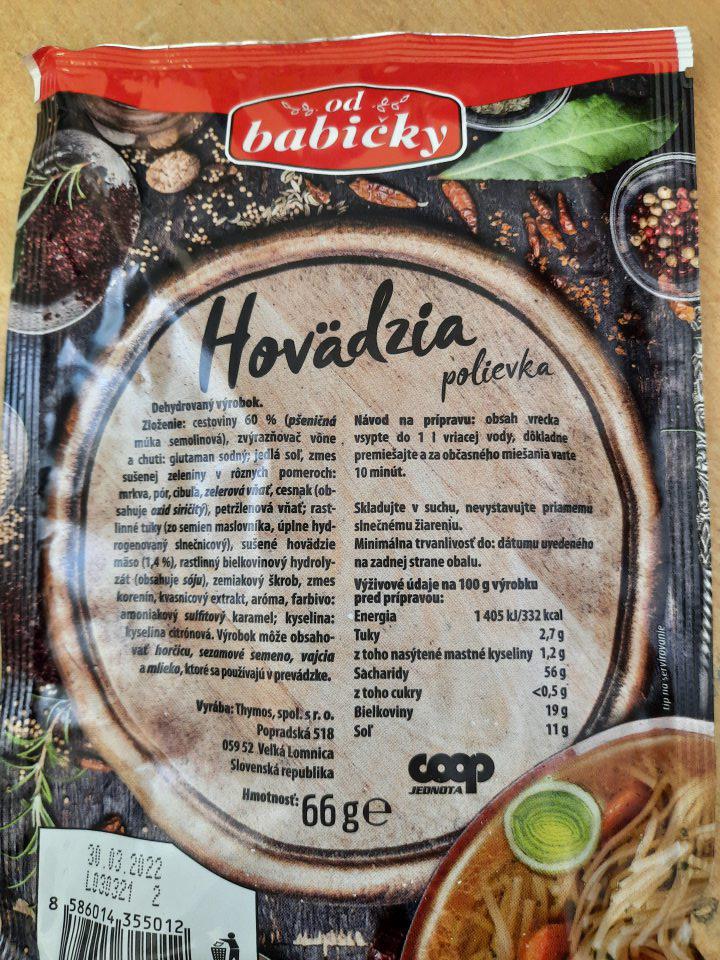 od
babičky
Hovädzia
polievka
Dehydrovaný výrobok.
Zloženie: cestoviny 60 % (pšeničná
múka semolinová), zvýrazňovač vône
a chuti: glutaman sodný; jedlá soľ, zmes
sušenej zeleniny v rôznych pomeroch:
mrkva, pór, cibuľa, zelerová vňať, cesnak (ob-
sahuje oxid siričitý), petržlenová vňať; rast-
linné tuky (zo semien maslovníka, úplne hyd-
rogenovaný slnečnicový), sušené hovädzie
mäso (1,4 %), rastlinný bielkovinový hydroly-
zát (obsahuje sóju), zemiakový škrob, zmes
korenín, kvasnicový extrakt, aróma, farbivo:
amoniakový sulfitový karamel; kyselina:
kyselina citrónová. Výrobok môže obsaho-
vať horčicu, sezamové semeno, vajcia
a mlieko, ktoré sa používajú v prevádzke.
Vyrába: Thymos, spol. s r. o.
Popradská 518
059 52 Veľká Lomnica
Slovenská republika
Hmotnosť: 66 g e
Návod na prípravu: obsah vrecka
vsypte do 1 l vriacej vody, dôkladne
premiešajte a za občasného miešania varte
10 minút.
Skladujte v suchu, nevystavujte priamemu
slnečnému žiareniu.
Minimálna trvanlivosť do: dátumu uvedeného
na zadnej strane obalu.
Výživové údaje na 100 g výrobku
pred prípravou:
Energia 1 405 kJ/332 kcal
Tuky 2,7 g
z toho nasýtené mastné kyseliny 1,2 g
Sacharidy 56 g
z toho cukry <0,5 g
Bielkoviny 19 g
Soľ 11 g
coop
JEDNOTA
tip na servírovanie
30.03.2022
L030321 2
8 586014 355012